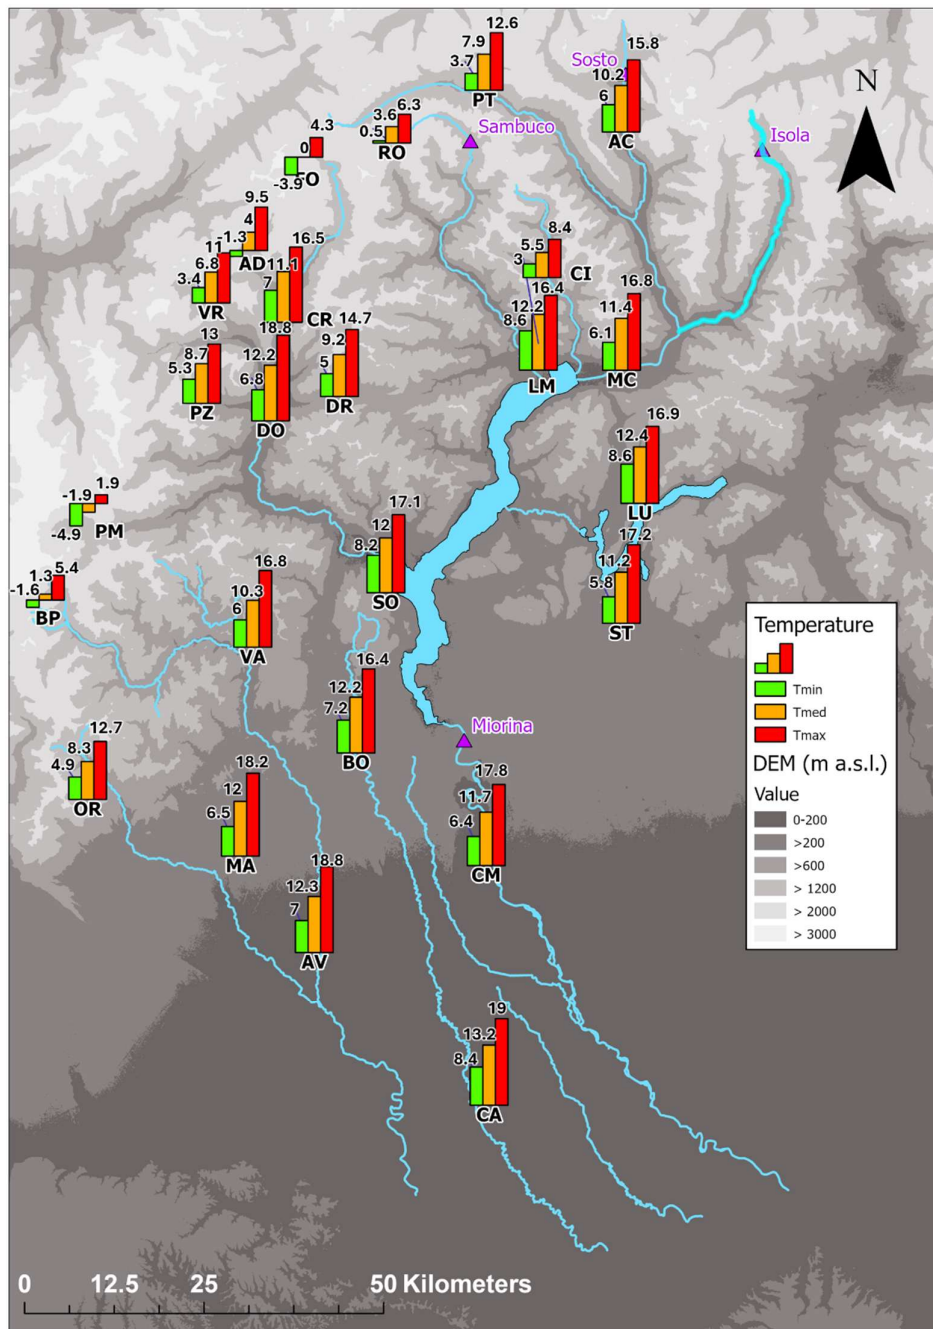 12.6
7.9
3.7
PT
15.8
Sosto
10.2
6
AC
N
6.3
3.6
0.5
RO
Sambuco
Isola
4.3
0
-3.9
FO
9.5
4
-1.3
AD
11
6.8
3.4
VR
16.5
11.1
7
CR
8.4
5.5
3
CI
16.4
12.2
8.6
LM
16.8
11.4
6.1
MC
13
8.7
5.3
PZ
18.8
12.2
6.8
DO
14.7
9.2
5
DR
16.9
12.4
8.6
LU
1.9
-1.9
-4.9
PM
17.1
12
8.2
SO
17.2
11.2
5.8
ST
5.4
1.3
-1.6
BP
16.8
10.3
6
VA
16.4
12.2
7.2
BO
Miorina
12.7
8.3
4.9
OR
18.2
12
6.5
MA
17.8
11.7
6.4
CM
18.8
12.3
7
AV
19
13.2
8.4
CA
Temperature
Tmin
Tmed
Tmax
DEM (m a.s.l.)
Value
0-200
>200
>600
> 1200
> 2000
> 3000
0 12.5 25 50 Kilometers